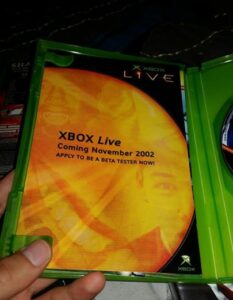 XBOX
LIVE
XBOX Live
Coming November 2002
APPLY TO BE A BETA TESTER NOW!
XBOX